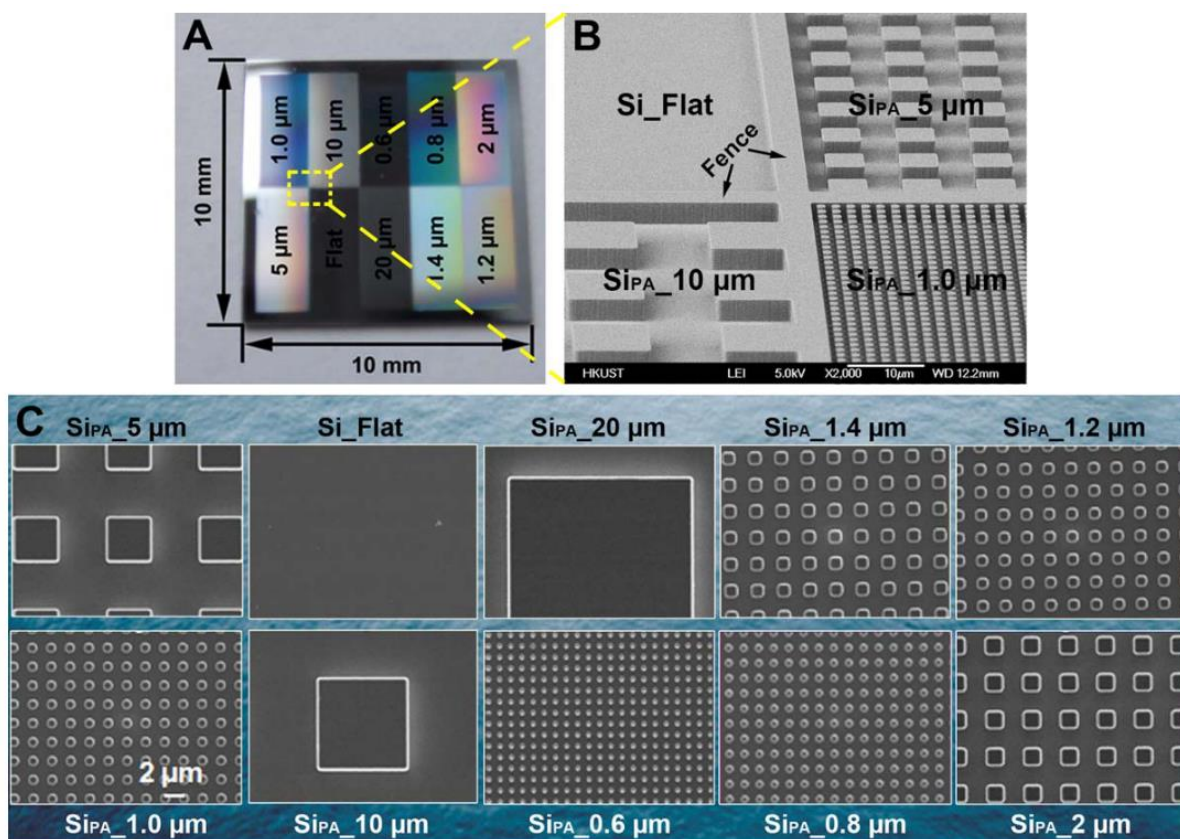 A
1.0 µm
10 µm
0.6 µm
0.8 µm
2 µm
5 µm
Flat
20 µm
1.4 µm
1.2 µm
10 mm
10 mm
B
Si_Flat
SiPA_5 µm
Fence
SiPA_10 µm
SiPA_1.0 µm
HKUST LEI 5.0kV X2,000 10µm WD 12.2mm
C
SiPA_5 µm
Si_Flat
SiPA_20 µm
SiPA_1.4 µm
SiPA_1.2 µm
2 µm
SiPA_1.0 µm
SiPA_10 µm
SiPA_0.6 µm
SiPA_0.8 µm
SiPA_2 µm